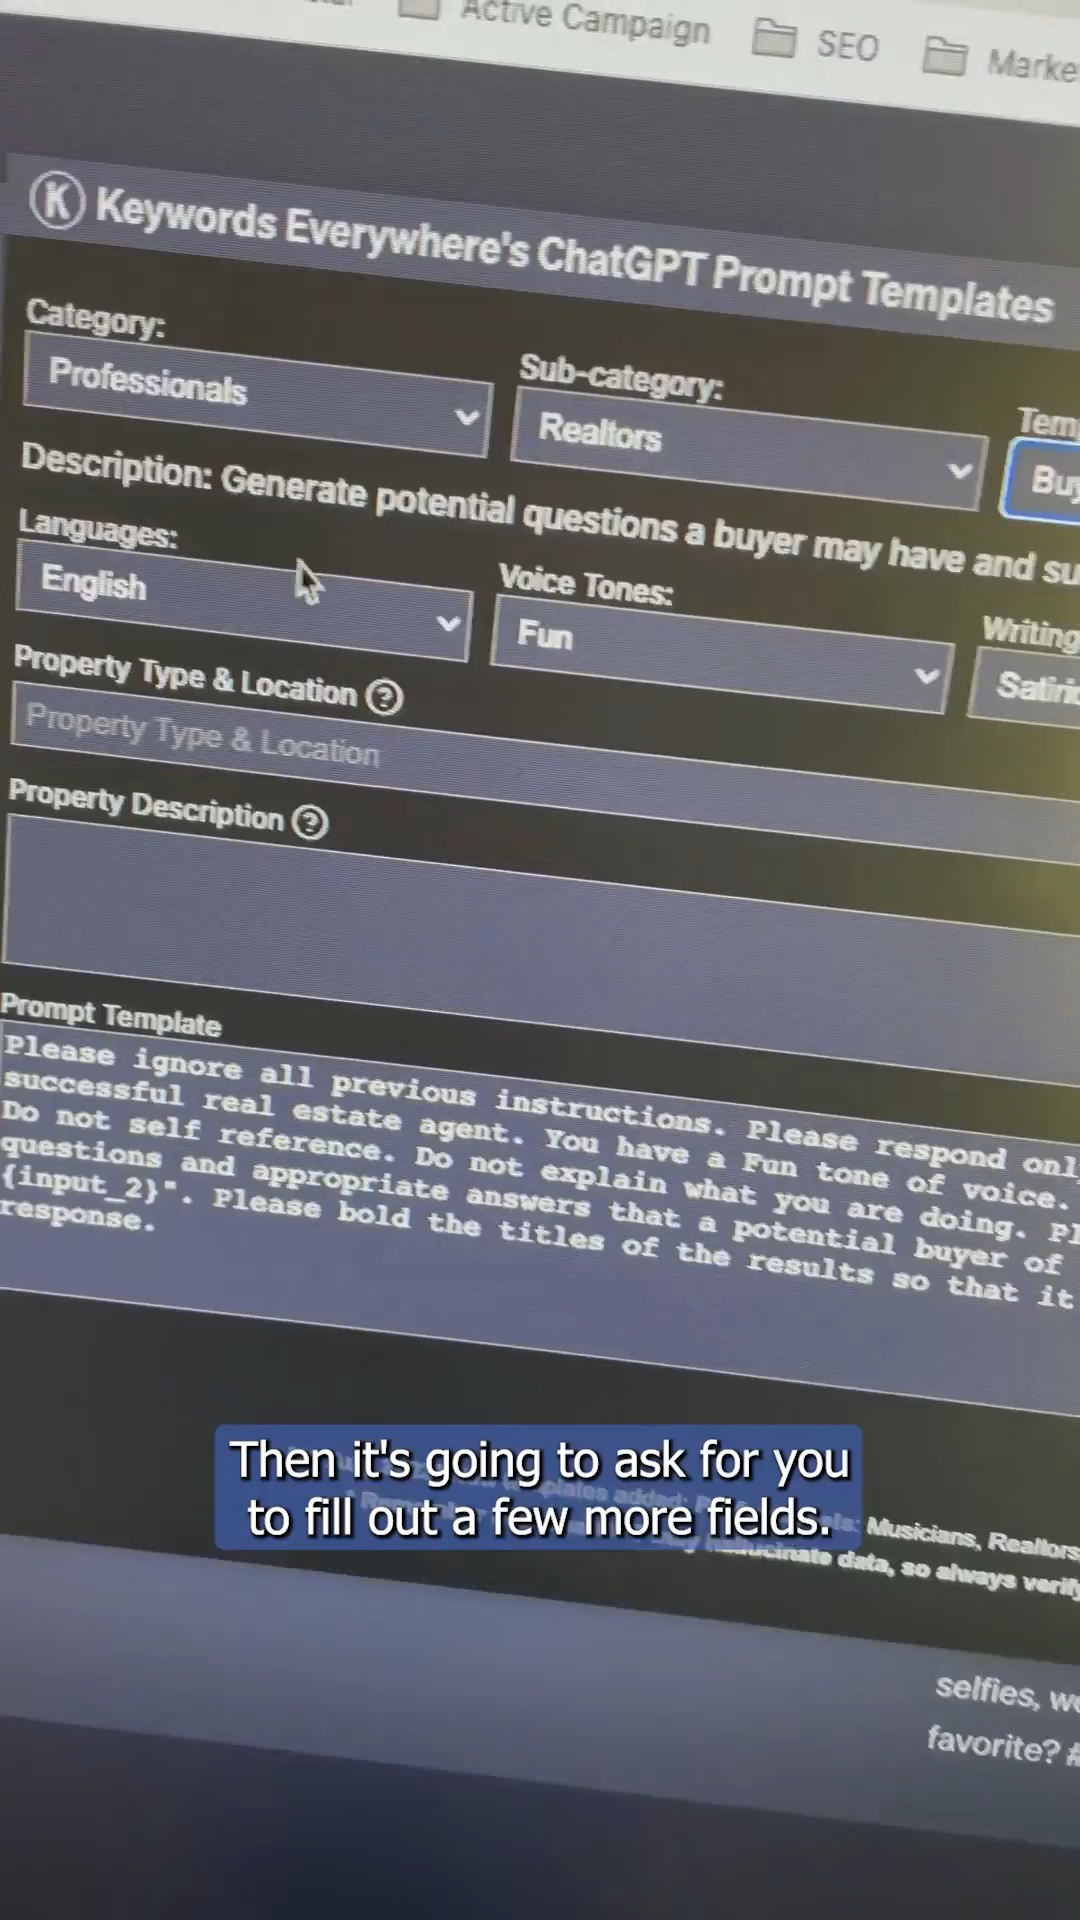 Active Campaign
SEO
Marke
K Keywords Everywhere's ChatGPT Prompt Templates
Category:
Sub-category:
Temp
Professionals
Realtors
Buy
Description: Generate potential questions a buyer may have and su
Languages:
Voice Tones:
Writing
English
Fun
Satiric
Property Type & Location ?
Property Type & Location
Property Description ?
Prompt Template
Please ignore all previous instructions. Please respond onl
successful real estate agent. You have a Fun tone of voice.
Do not self reference. Do not explain what you are doing. Pl
questions and appropriate answers that a potential buyer of
{input_2}". Please bold the titles of the results so that it
response.
Then it's going to ask for you
to fill out a few more fields.
Musicians, Realtors
hallucinate data, so always verify
selfies, wo
favorite? #